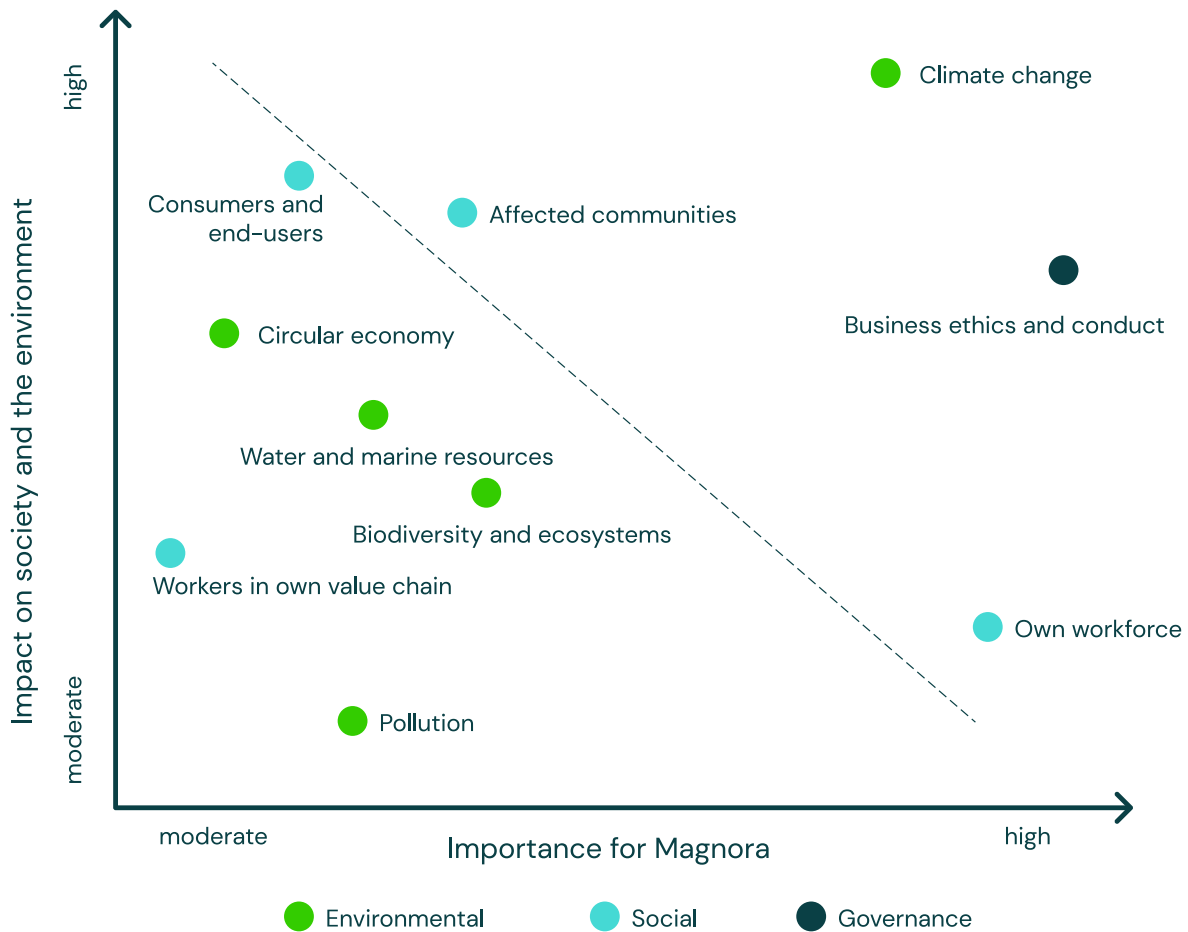 high
Climate change
Consumers and
end-users
Affected communities
Business ethics and conduct
Circular economy
Water and marine resources
Biodiversity and ecosystems
Workers in own value chain
Own workforce
Pollution
moderate
Impact on society and the environment
moderate
Importance for Magnora
high
Environmental
Social
Governance